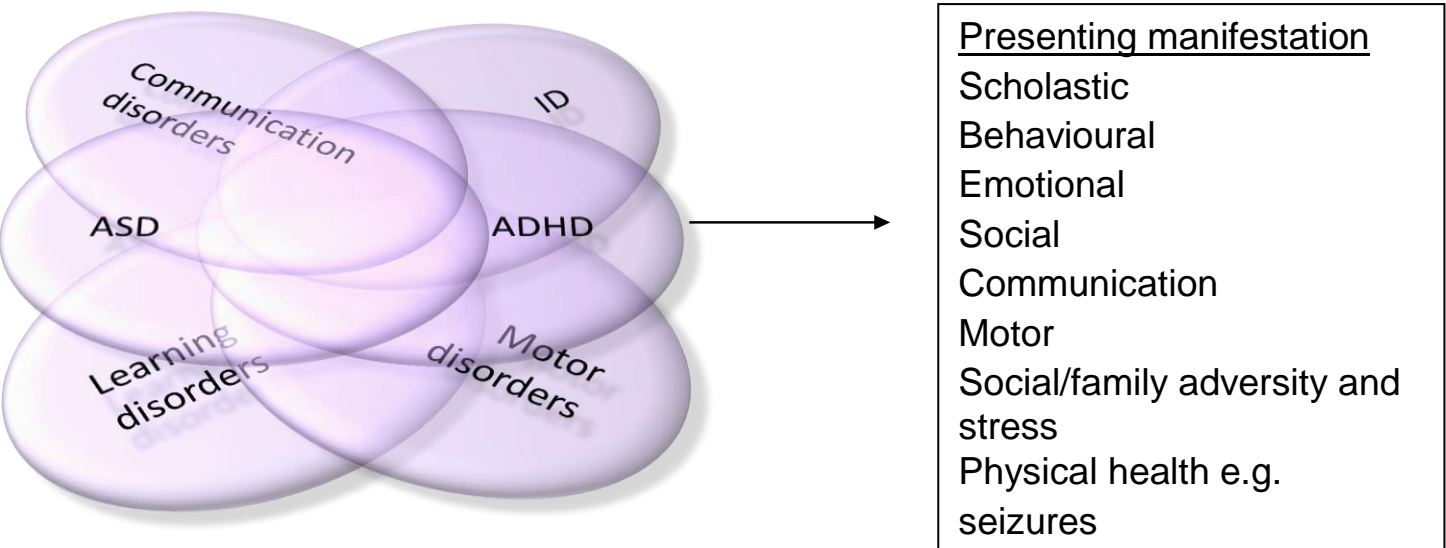 Communication
disorders
ID
ASD
ADHD
Learning
disorders
Motor
disorders
Presenting manifestation
Scholastic
Behavioural
Emotional
Social
Communication
Motor
Social/family adversity and
stress
Physical health e.g.
seizures